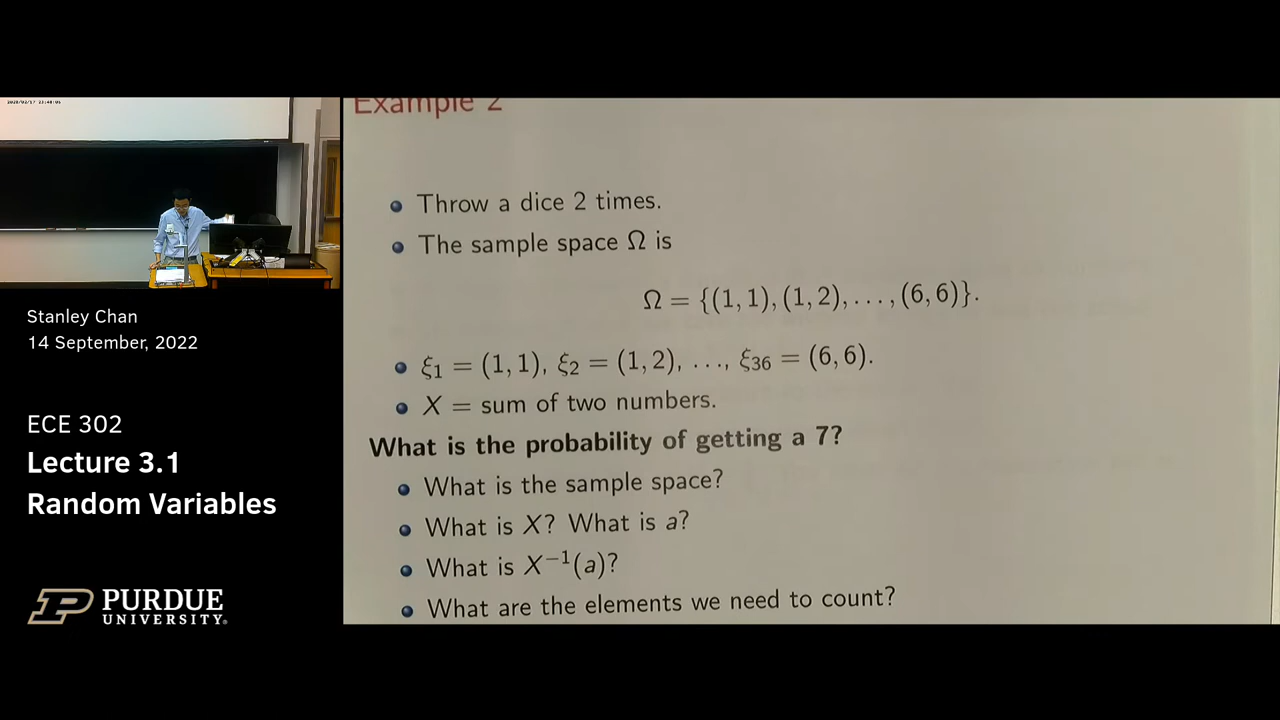 Example 2
Throw a dice 2 times.
The sample space Ω is
Ω = {(1, 1), (1, 2), . . . , (6, 6)}.
ξ1 = (1, 1), ξ2 = (1, 2), . . ., ξ36 = (6, 6).
X = sum of two numbers.
What is the probability of getting a 7?
What is the sample space?
What is X? What is a?
What is X⁻¹(a)?
What are the elements we need to count?
Stanley Chan
14 September, 2022
ECE 302
Lecture 3.1
Random Variables
PURDUE
UNIVERSITY.